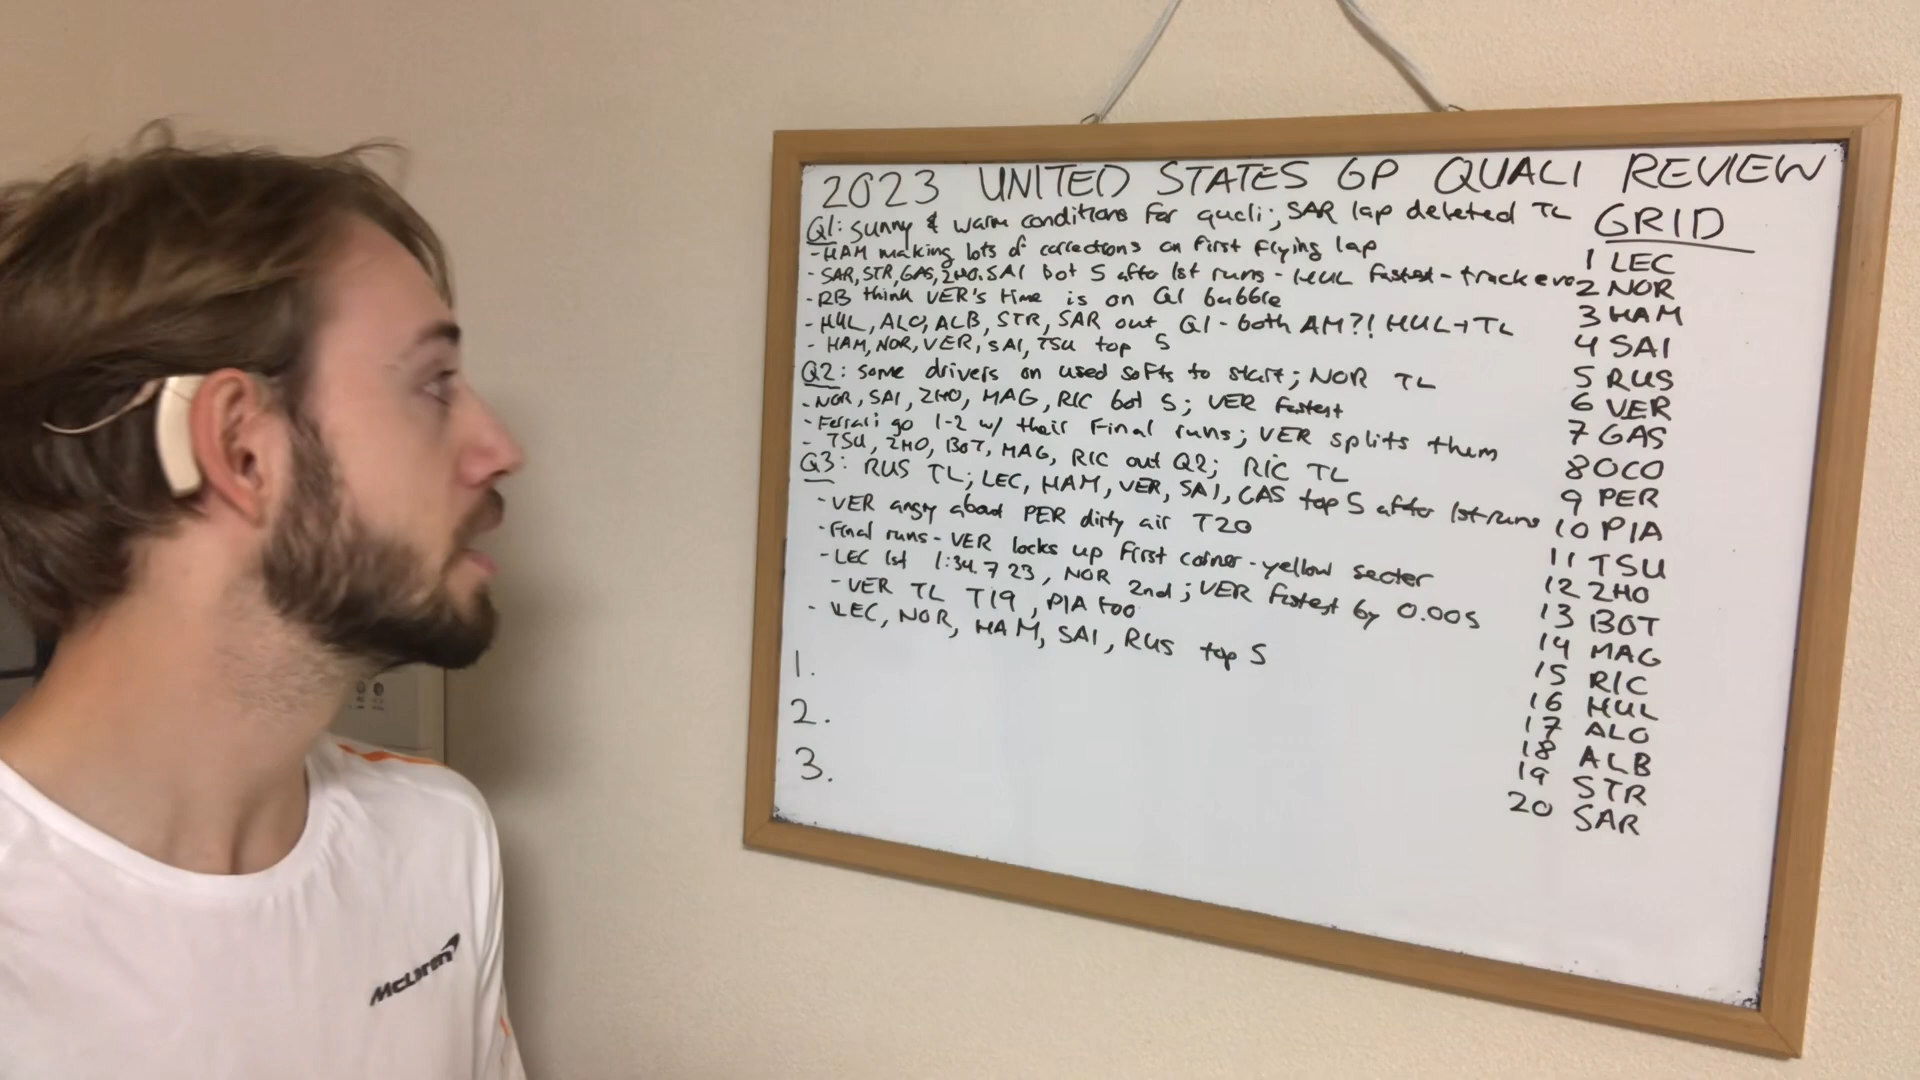 2023 UNITED STATES GP QUALI REVIEW
Q1: sunny & warm conditions for quali; SAR lap deleted TL
- HAM making lots of corrections on first flying lap
- SAR, STR, GAS, ZHO, SAI bot 5 after 1st runs - HUL fastest - track evo
- RB think VER's time is on Q1 bubble
- HUL, ALO, ALB, STR, SAR out Q1 - both AM?! HUL + TL
- HAM, NOR, VER, SAI, TSU top 5
Q2: some drivers on used softs to start; NOR TL
- NOR, SAI, ZHO, MAG, RIC bot 5; VER fastest
- Ferrari go 1-2 w/ their final runs; VER splits them
- TSU, ZHO, BOT, MAG, RIC out Q2; RIC TL
Q3: RUS TL; LEC, HAM, VER, SAI, GAS top 5 after 1st runs
- VER angry about PER dirty air T20
- Final runs - VER locks up first corner - yellow sector
- LEC 1st 1:34.723, NOR 2nd; VER fastest by 0.005
- VER TL T19, PIA too
- LEC, NOR, HAM, SAI, RUS top 5
1.
2.
3.
GRID
1 LEC
2 NOR
3 HAM
4 SAI
5 RUS
6 VER
7 GAS
8 OCO
9 PER
10 PIA
11 TSU
12 ZHO
13 BOT
14 MAG
15 RIC
16 HUL
17 ALO
18 ALB
19 STR
20 SAR
McLaren